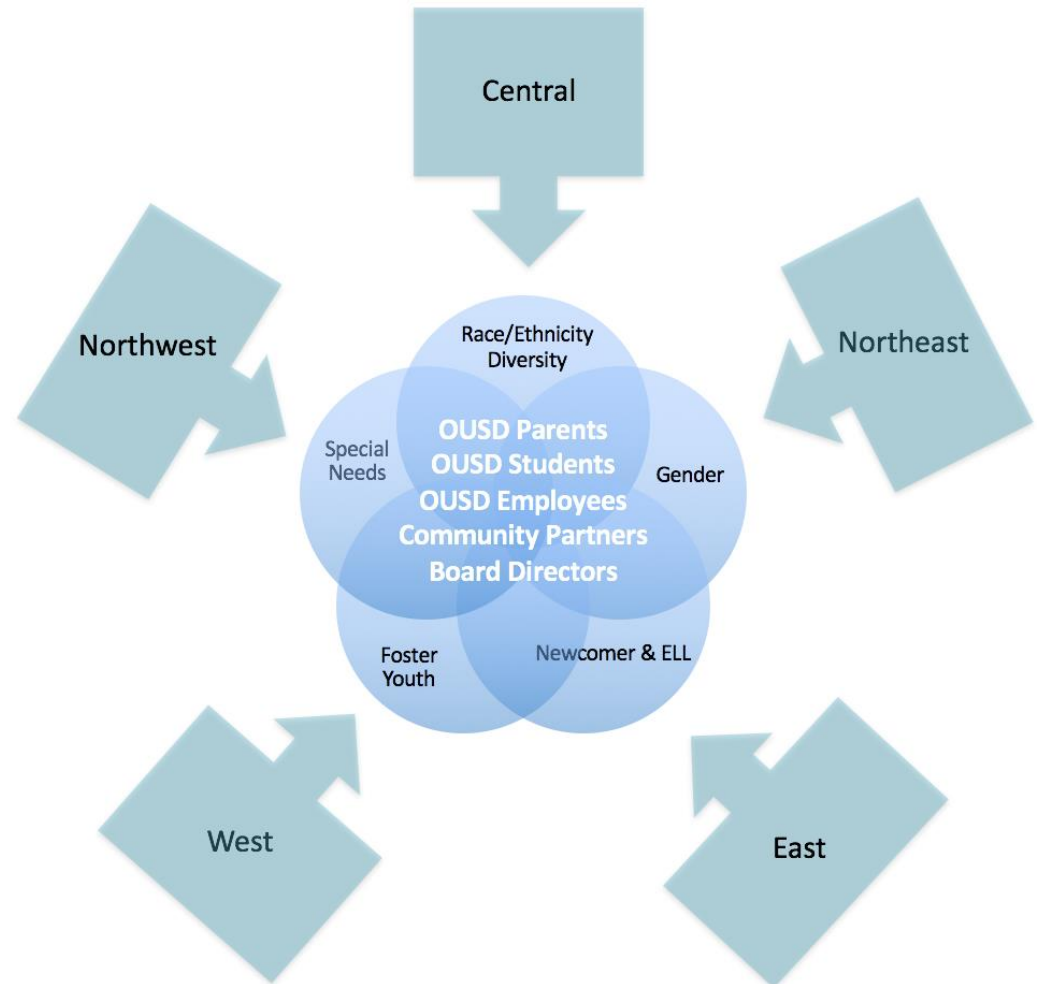 Central
Northwest
Northeast
Race/Ethnicity
Diversity
Special
Needs
Gender
OUSD Parents
OUSD Students
OUSD Employees
Community Partners
Board Directors
Foster
Youth
Newcomer & ELL
West
East